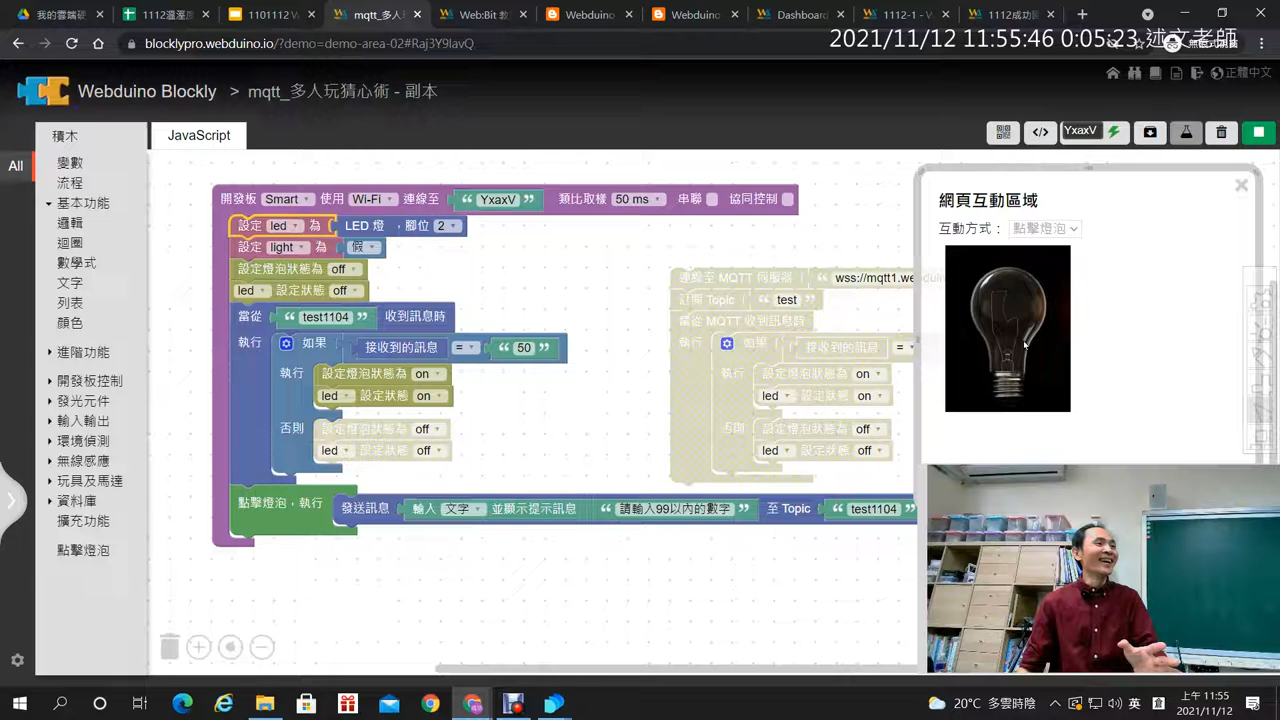 我的雲端硬
1112溫溼度
1101112 W
mqtt_多人玩
Web:Bit 教
Webduino
Webduino
Dashboard
1112-1 - V
1112成功
blocklypro.webduino.io/?demo=demo-area-02#Raj3Y9IavQ
2021/11/12 11:55:46 0:05:23 述文老師
Webduino Blockly > mqtt_多人玩猜心術 - 副本
正體中文
積木
JavaScript
YxaxV
All
變數
流程
基本功能
邏輯
迴圈
數學式
文字
列表
顏色
進階功能
開發板控制
發光元件
輸入輸出
環境偵測
無線感應
玩具及馬達
資料庫
擴充功能
點擊燈泡
開發板 Smart 使用 Wi-Fi 連線至 “ YxaxV ” 類比取樣 50 ms 串聯 協同控制
設定 led 為 LED 燈 ，腳位 2
設定 light 為 假
設定燈泡狀態為 off
led 設定狀態 off
當從 “ test1104 ” 收到訊息時
執行 如果 接收到的訊息 = “ 50 ”
執行 設定燈泡狀態為 on
led 設定狀態 on
否則 設定燈泡狀態為 off
led 設定狀態 off
點擊燈泡，執行 發送訊息 輸入 文字 並顯示提示訊息 “ 請輸入99以內的數字 ” 至 Topic “ test1104 ”
連線至 MQTT 伺服器 “ wss://mqtt1.webduin
訂閱 Topic “ test ”
當從 MQTT 收到訊息時
執行 如果 接收到的訊息 =
執行 設定燈泡狀態為 on
led 設定狀態 on
否則 設定燈泡狀態為 off
led 設定狀態 off
網頁互動區域
互動方式： 點擊燈泡
20°C 多雲時陰
英
上午 11:55
2021/11/12